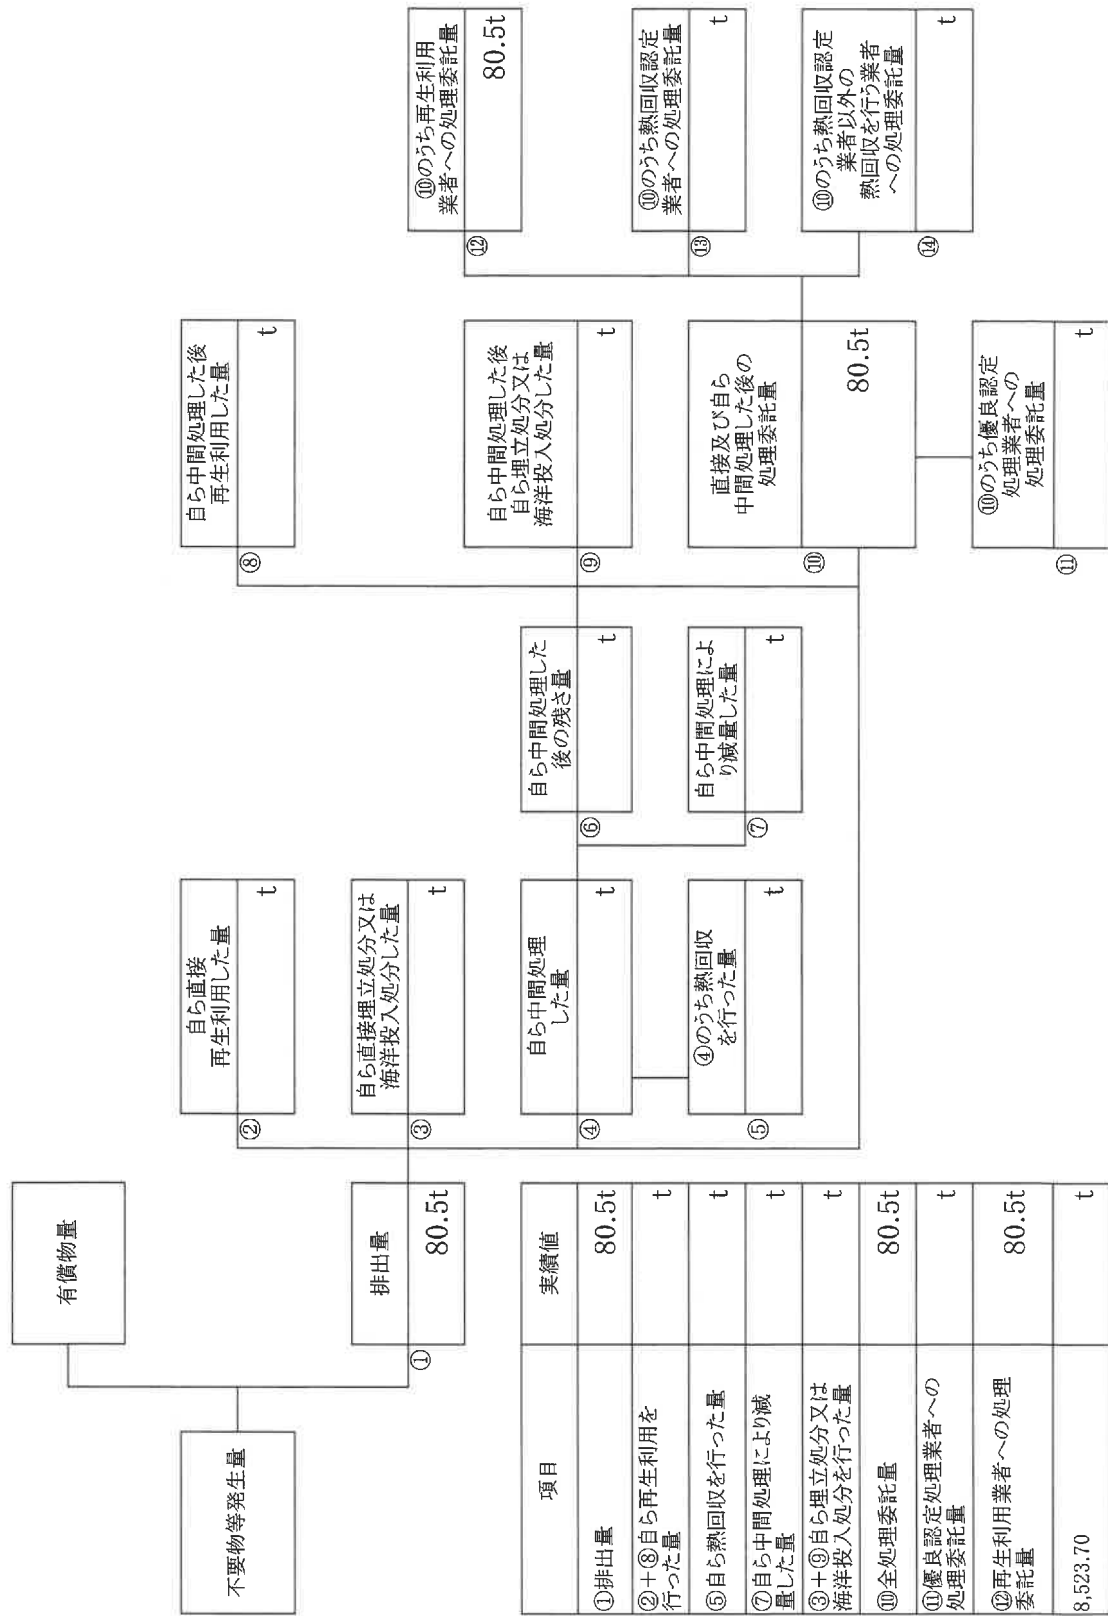 不要物等発生量
有償物量
①
排出量
80.5t
②
自ら直接
再生利用した量
t
③
自ら直接埋立処分又は
海洋投入処分した量
t
④
自ら中間処理
した量
t
⑤
④のうち熱回収
を行った量
t
⑥
自ら中間処理した
後の残さ量
t
⑦
自ら中間処理によ
り減量した量
t
⑧
自ら中間処理した後
再生利用した量
t
⑨
自ら中間処理した後
自ら埋立処分又は
海洋投入処分した量
t
⑩
直接及び自ら
中間処理した後の
処理委託量
80.5t
⑪
⑩のうち優良認定
処理業者への
処理委託量
t
⑫
⑩のうち再生利用
業者への処理委託量
80.5t
⑬
⑩のうち熱回収認定
業者への処理委託量
t
⑭
⑩のうち熱回収認定
業者以外の
熱回収を行う業者
への処理委託量
t
項目
実績値
①排出量
80.5t
②+⑧自ら再生利用を
行った量
t
⑤自ら熱回収を行った量
t
⑦自ら中間処理により減
量した量
t
③+⑨自ら埋立処分又は
海洋投入処分を行った量
t
⑩全処理委託量
80.5t
⑪優良認定処理業者への
処理委託量
t
⑫再生利用業者への処理
委託量
80.5t
8,523.70
t